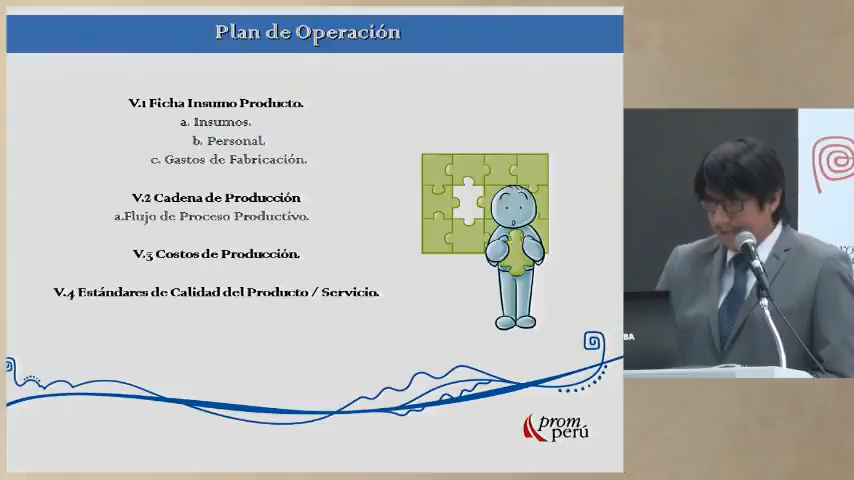 Plan de Operación
V.1 Ficha Insumo Producto.
a. Insumos.
b. Personal.
c. Gastos de Fabricación.
V.2 Cadena de Producción
a.Flujo de Proceso Productivo.
V.3 Costos de Producción.
V.4 Estándares de Calidad del Producto / Servicio.
prom
perú
BA